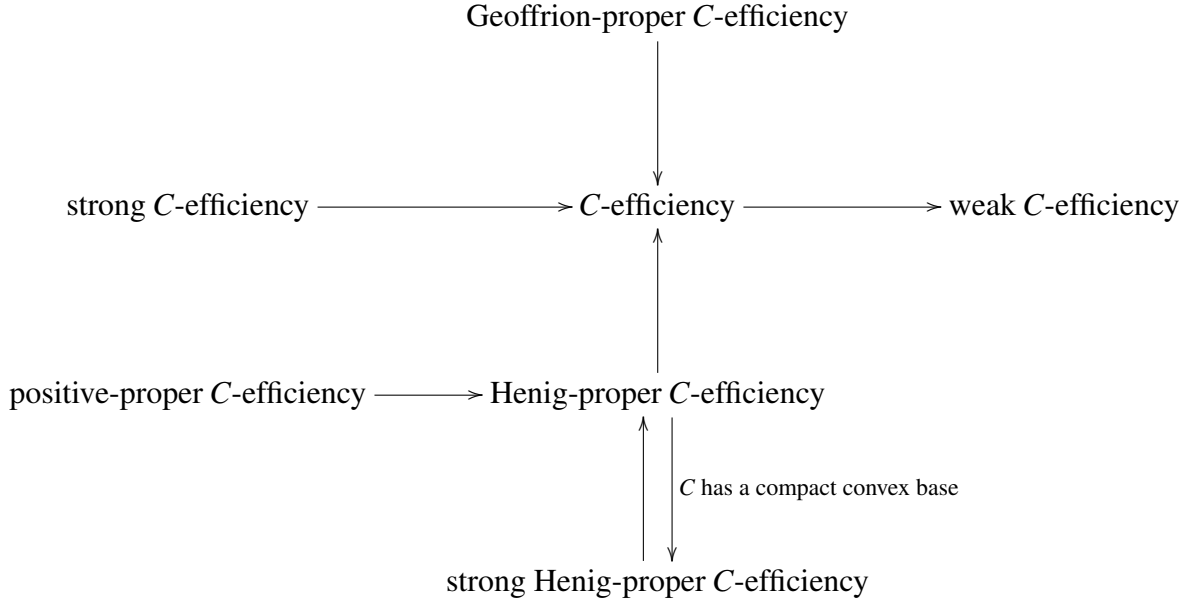 Geoffrion-proper C-efficiency
strong C-efficiency
C-efficiency
weak C-efficiency
positive-proper C-efficiency
Henig-proper C-efficiency
C has a compact convex base
strong Henig-proper C-efficiency